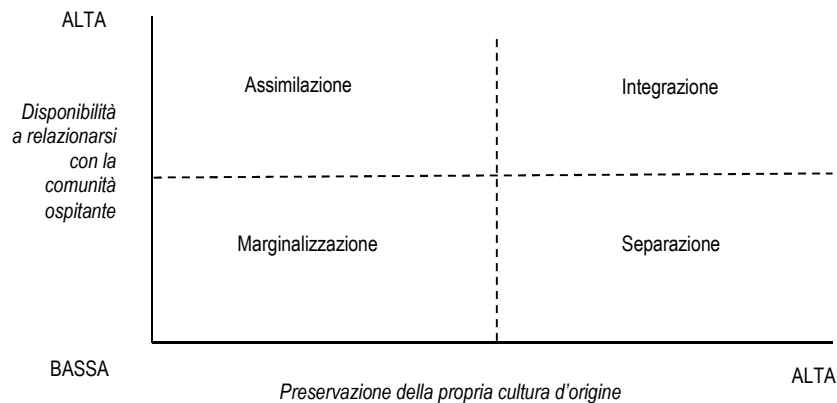 ALTA
Assimilazione
Integrazione
Disponibilità
a relazionarsi
con la
comunità
ospitante
Marginalizzazione
Separazione
BASSA
ALTA
Preservazione della propria cultura d'origine